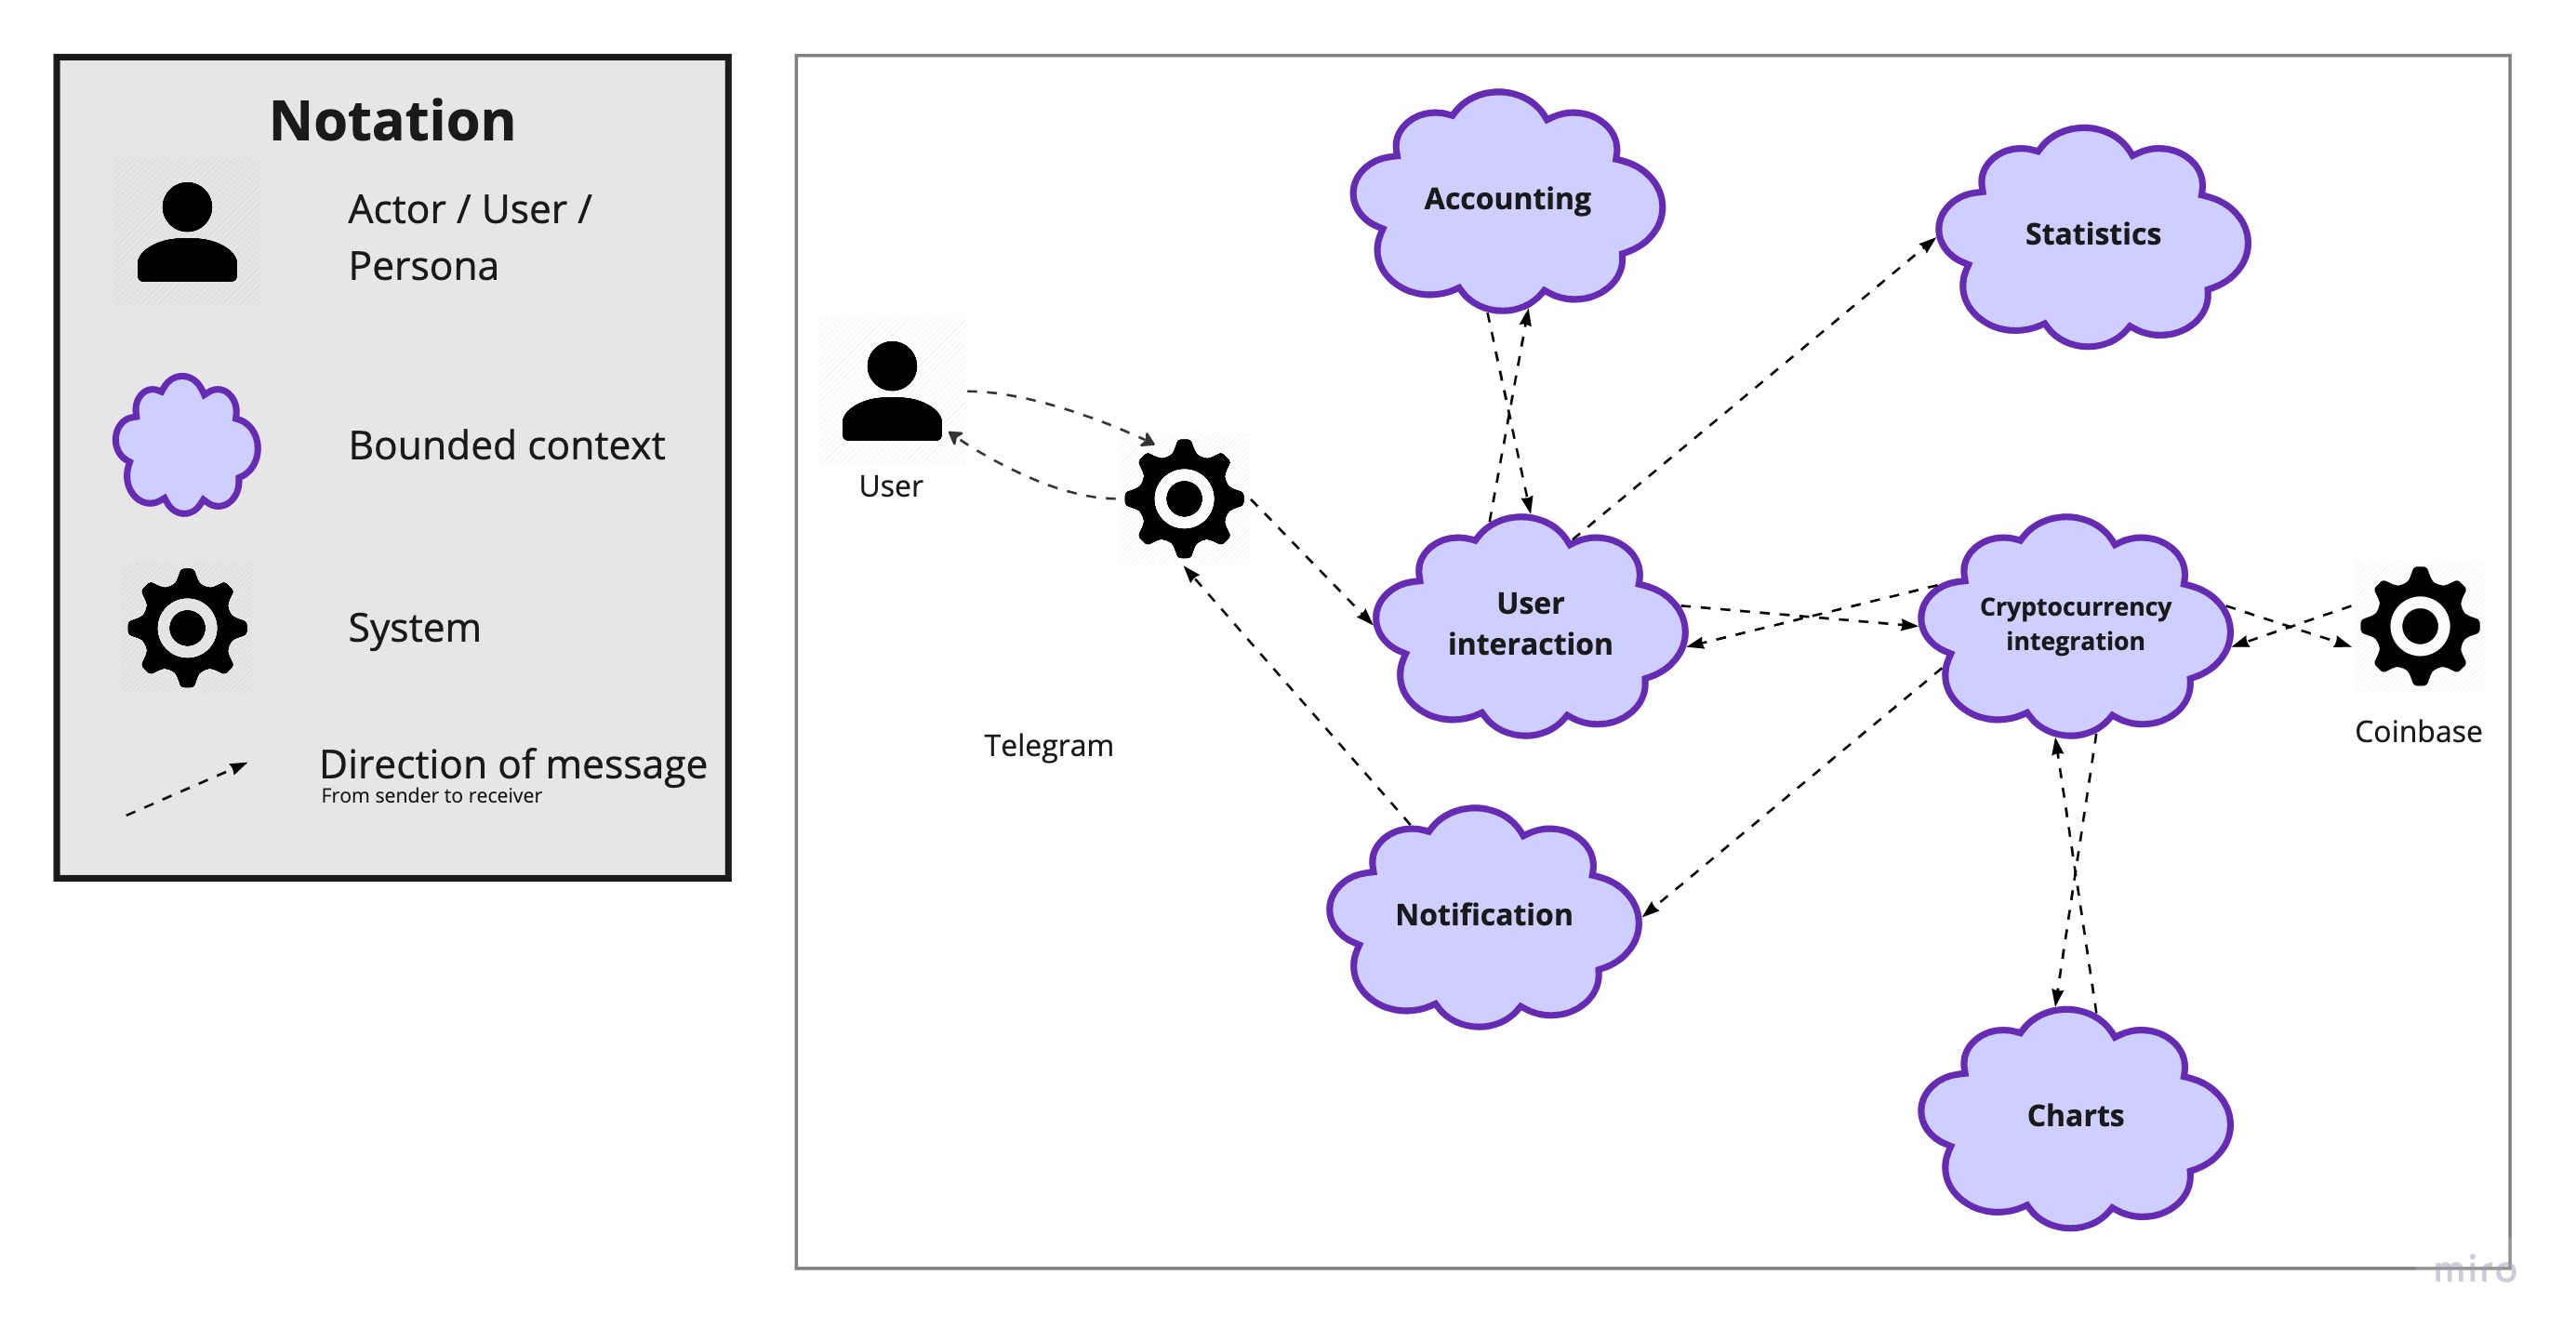 Notation
Actor / User /
Persona
Bounded context
System
Direction of message
From sender to receiver
Accounting
Statistics
User
User
interaction
Cryptocurrency
integration
Telegram
Coinbase
Notification
Charts
miro